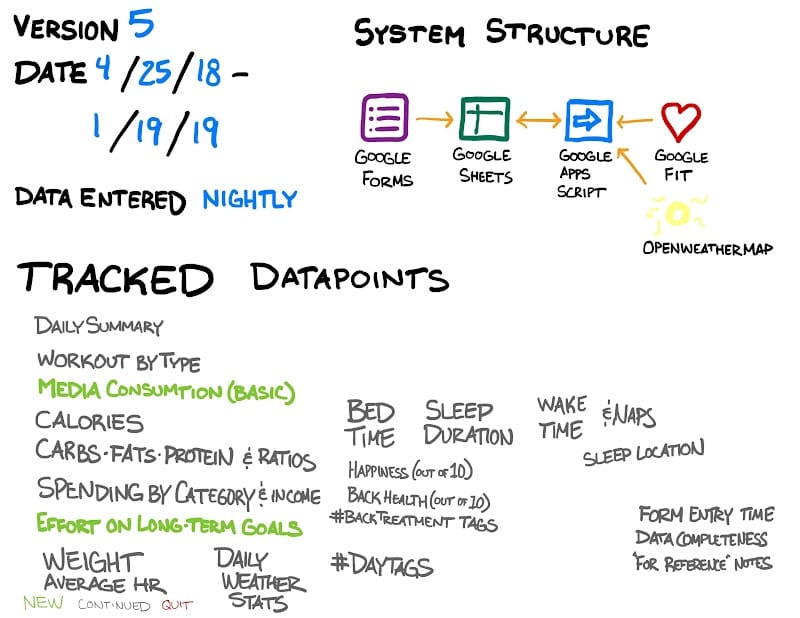 VERSION 5
DATE 4/25/18 -
1/19/19
DATA ENTERED NIGHTLY
SYSTEM STRUCTURE
GOOGLE
FORMS
GOOGLE
SHEETS
GOOGLE
APPS
SCRIPT
GOOGLE
FIT
OPENWEATHERMAP
TRACKED DATAPOINTS
DAILY SUMMARY
WORKOUT BY TYPE
MEDIA CONSUMTION (BASIC)
CALORIES
CARBS·FATS·PROTEIN & RATIOS
SPENDING BY CATEGORY & INCOME
EFFORT ON LONG-TERM GOALS
WEIGHT
AVERAGE HR
DAILY
WEATHER
STATS
BED
TIME
SLEEP
DURATION
WAKE
TIME
& NAPS
SLEEP LOCATION
HAPPINESS (OUT OF 10)
BACK HEALTH (OUT OF 10)
#BACKTREATMENT TAGS
#DAYTAGS
FORM ENTRY TIME
DATA COMPLETENESS
"FOR REFERENCE" NOTES
NEW CONTINUED QUIT